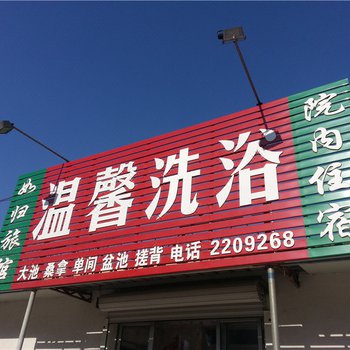 如归旅馆
温馨洗浴
大池 桑拿 单间 盆池 搓背 电话 2209268
院内住宿